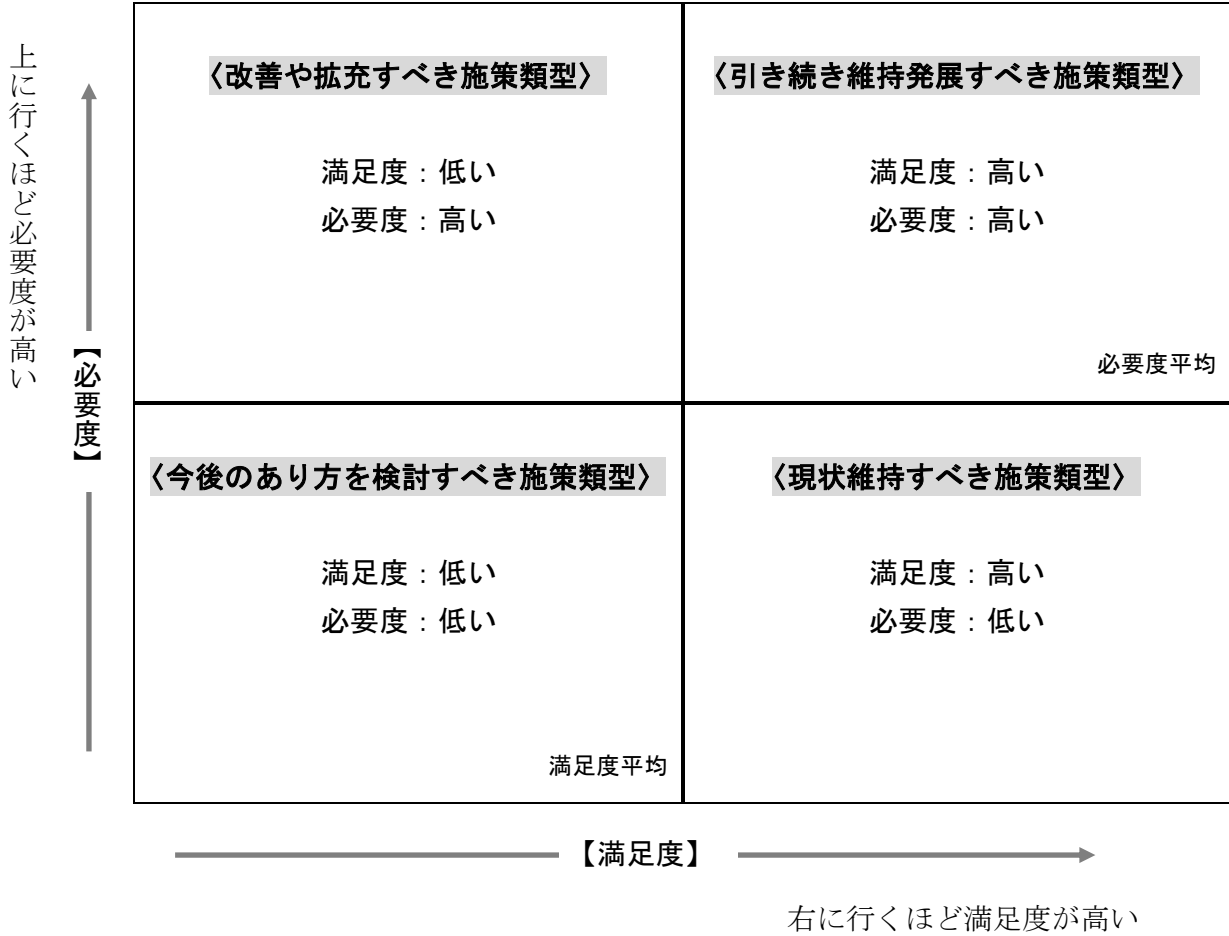 上に行くほど必要度が高い
【必要度】
〈改善や拡充すべき施策類型〉
満足度：低い
必要度：高い
〈引き続き維持発展すべき施策類型〉
満足度：高い
必要度：高い
必要度平均
〈今後のあり方を検討すべき施策類型〉
満足度：低い
必要度：低い
満足度平均
〈現状維持すべき施策類型〉
満足度：高い
必要度：低い
【満足度】
右に行くほど満足度が高い